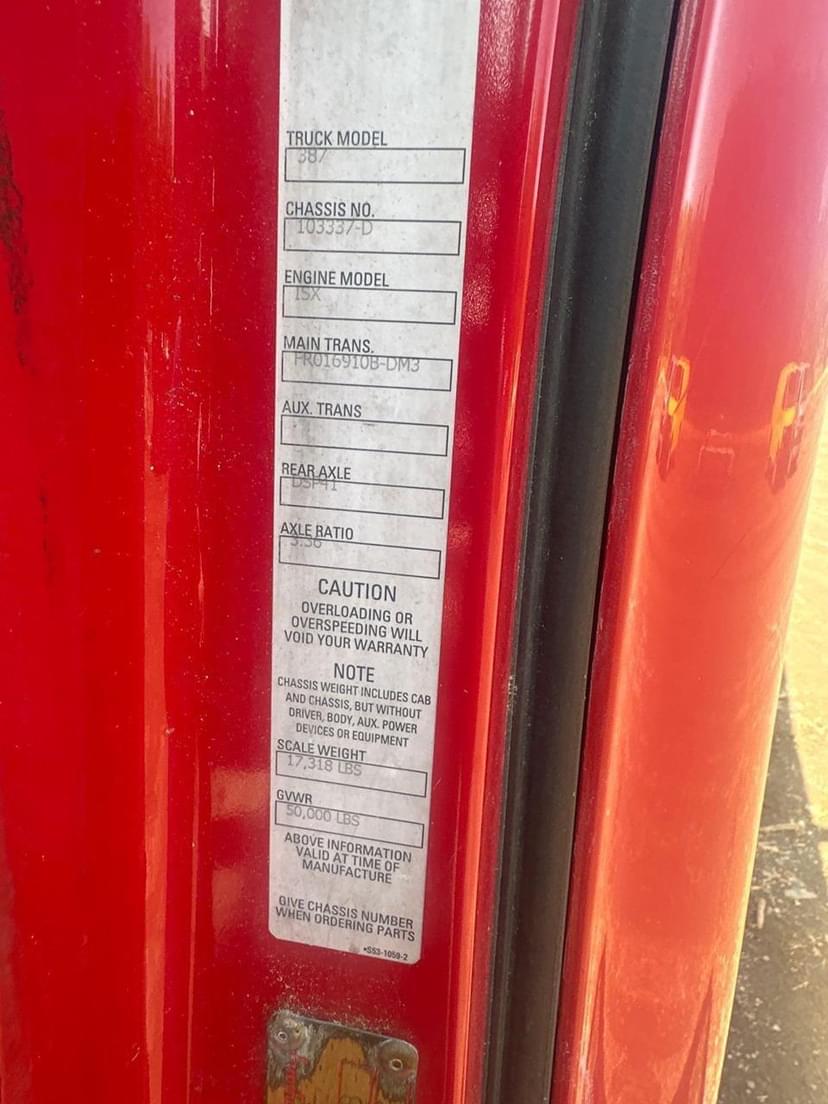 TRUCK MODEL
387
CHASSIS NO.
103337-D
ENGINE MODEL
ISX
MAIN TRANS.
FRO16910B-DM3
AUX. TRANS
REAR AXLE
DSP41
AXLE RATIO
3.36
CAUTION
OVERLOADING OR
OVERSPEEDING WILL
VOID YOUR WARRANTY
NOTE
CHASSIS WEIGHT INCLUDES CAB
AND CHASSIS, BUT WITHOUT
DRIVER, BODY, AUX. POWER
DEVICES OR EQUIPMENT
SCALE WEIGHT
17,318 LBS
GVWR
50,000 LBS
ABOVE INFORMATION
VALID AT TIME OF
MANUFACTURE
GIVE CHASSIS NUMBER
WHEN ORDERING PARTS
*S53-1059-2